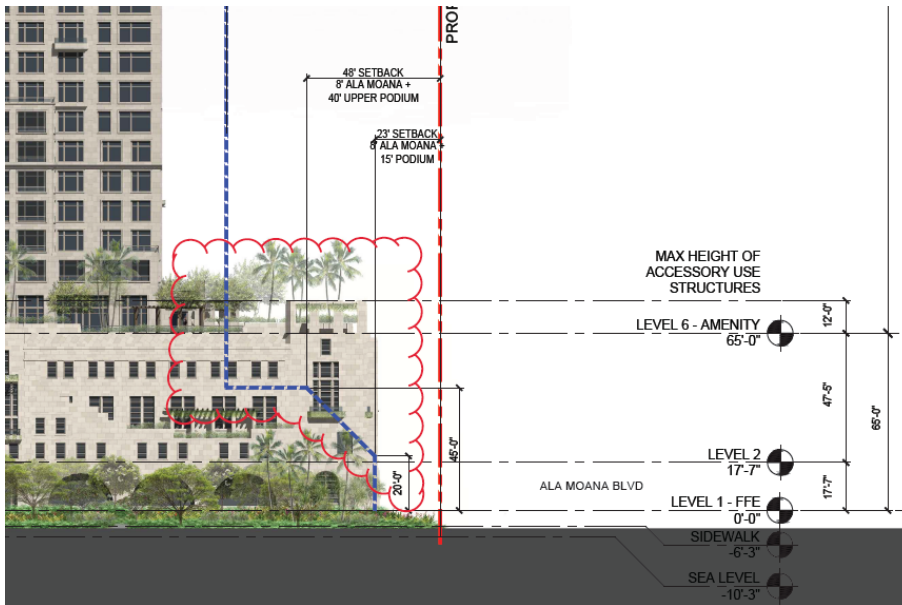 PROP
48' SETBACK
8' ALA MOANA +
40' UPPER PODIUM
23' SETBACK
8' ALA MOANA +
15' PODIUM
MAX HEIGHT OF
ACCESSORY USE
STRUCTURES
12'-0"
LEVEL 6 - AMENITY
65'-0"
47'-5"
65'-0"
45'-0"
20'-0"
LEVEL 2
17'-7"
17'-7"
ALA MOANA BLVD
LEVEL 1 - FFE
0'-0"
SIDEWALK
-6'-3"
SEA LEVEL
-10'-3"